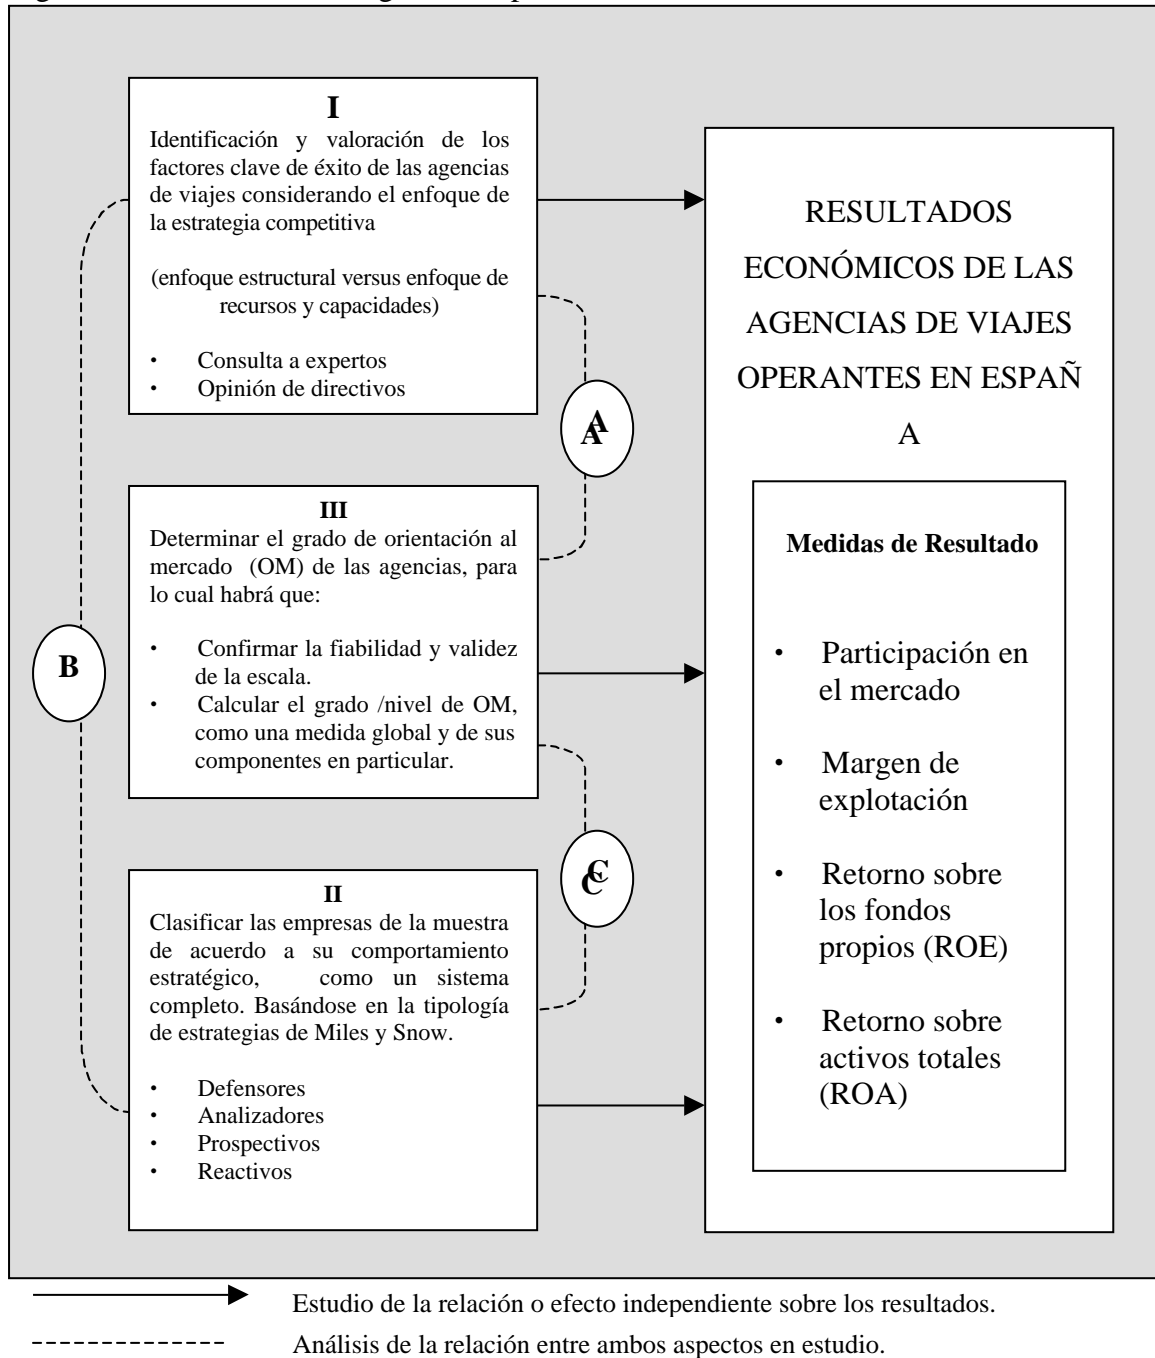 I
Identificación y valoración de los
factores clave de éxito de las agencias
de viajes considerando el enfoque de
la estrategia competitiva
(enfoque estructural versus enfoque de
recursos y capacidades)
• Consulta a expertos
• Opinión de directivos
A
A
III
Determinar el grado de orientación al
mercado (OM) de las agencias, para
lo cual habrá que:
• Confirmar la fiabilidad y validez
de la escala.
• Calcular el grado /nivel de OM,
como una medida global y de sus
componentes en particular.
B
C
C
II
Clasificar las empresas de la muestra
de acuerdo a su comportamiento
estratégico, como un sistema
completo. Basándose en la tipología
de estrategias de Miles y Snow.
• Defensores
• Analizadores
• Prospectivos
• Reactivos
RESULTADOS
ECONÓMICOS DE LAS
AGENCIAS DE VIAJES
OPERANTES EN ESPAÑ
A
Medidas de Resultado
• Participación en
el mercado
• Margen de
explotación
• Retorno sobre
los fondos
propios (ROE)
• Retorno sobre
activos totales
(ROA)
Estudio de la relación o efecto independiente sobre los resultados.
Análisis de la relación entre ambos aspectos en estudio.